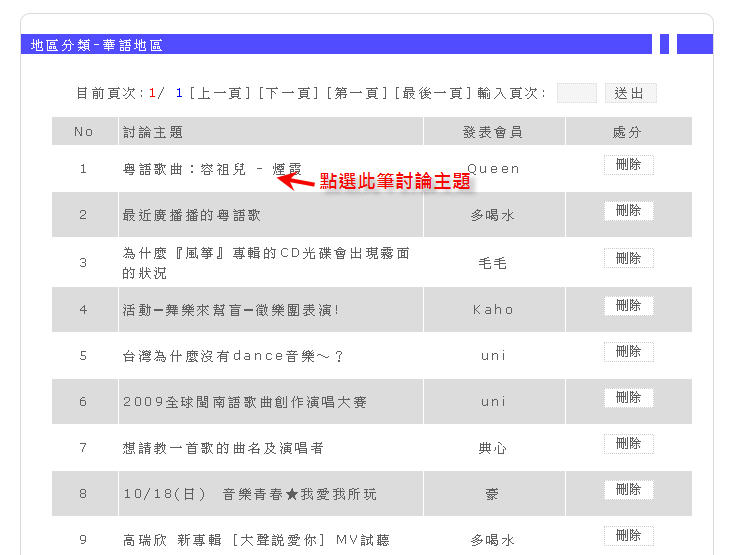 地區分類-華語地區
目前頁次:1/ 1 [上一頁] [下一頁] [第一頁] [最後一頁] 輸入頁次: 送出
No 討論主題 發表會員 處分
1 粵語歌曲：容祖兒 - 煙霞 Queen 刪除
點選此筆討論主題
2 最近廣播播的粵語歌 多喝水 刪除
3 為什麼『風箏』專輯的CD光碟會出現霧面
的狀況 毛毛 刪除
4 活動—舞樂來幫盲—徵樂團表演! Kaho 刪除
5 台灣為什麼沒有dance音樂～？ uni 刪除
6 2009全球閩南語歌曲創作演唱大賽 uni 刪除
7 想請教一首歌的曲名及演唱者 典心 刪除
8 10/18(日) 音樂青春★我愛我所玩 豪 刪除
9 高瑞欣 新專輯 [大聲說愛你] MV試聽 多喝水 刪除